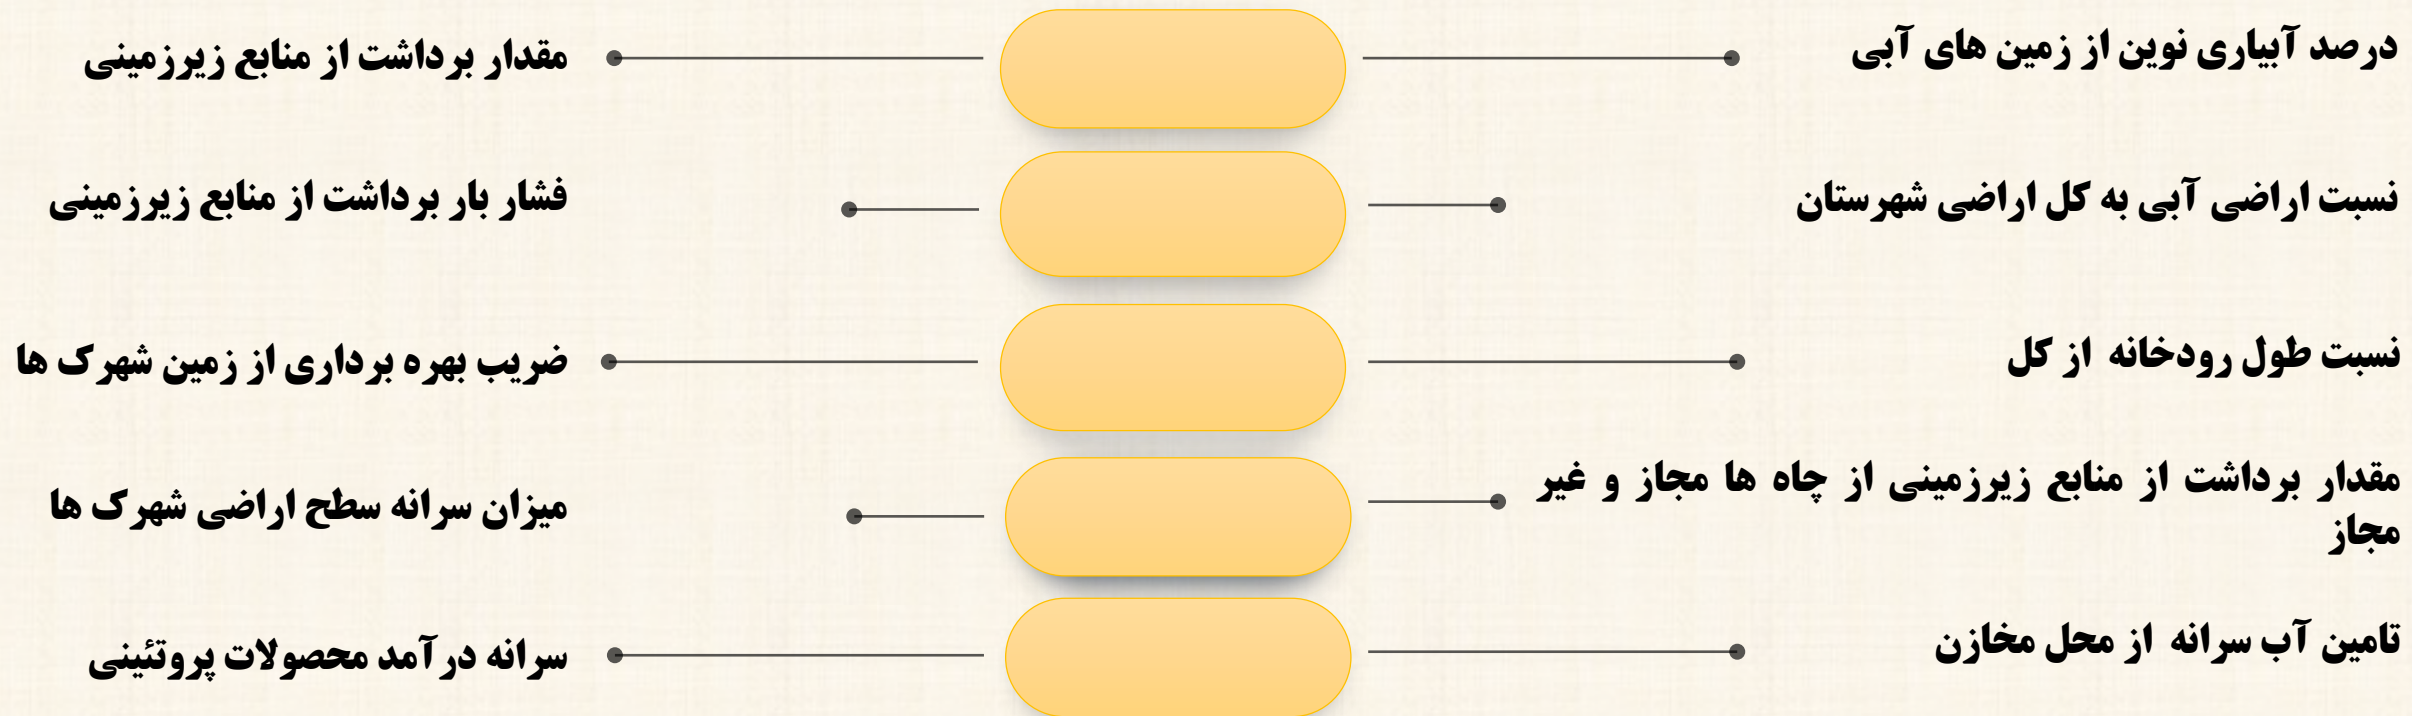 درصد آبیاری نوین از زمین های آبی
مقدار برداشت از منابع زیرزمینی
نسبت اراضی آبی به کل اراضی شهرستان
فشار بار برداشت از منابع زیرزمینی
نسبت طول رودخانه از کل
ضریب بهره برداری از زمین شهرک ها
مقدار برداشت از منابع زیرزمینی از چاه ها مجاز و غیر
مجاز
میزان سرانه سطح اراضی شهرک ها
تامین آب سرانه از محل مخازن
سرانه درآمد محصولات پروتئینی